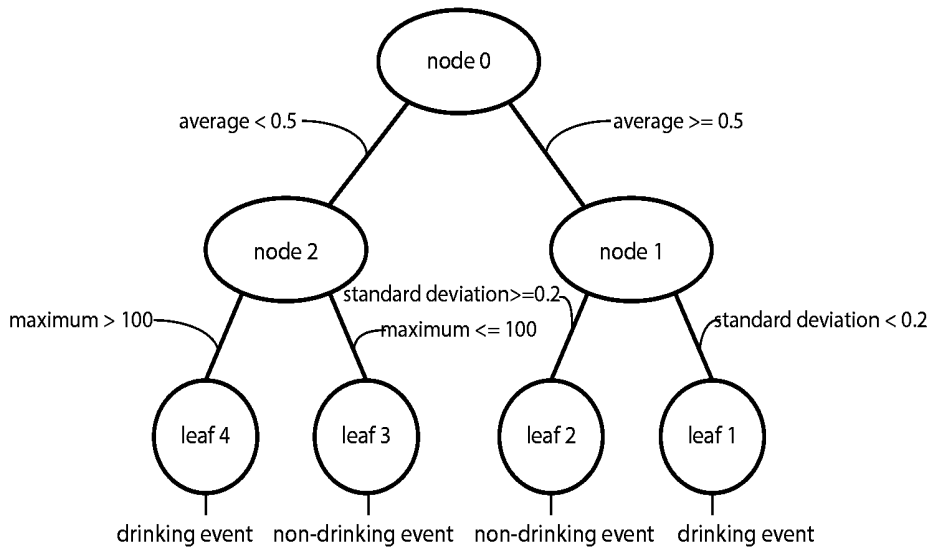 node 0
average < 0.5
average >= 0.5
node 2
node 1
standard deviation>=0.2
maximum > 100
maximum <= 100
standard deviation < 0.2
leaf 4
leaf 3
leaf 2
leaf 1
drinking event
non-drinking event
non-drinking event
drinking event